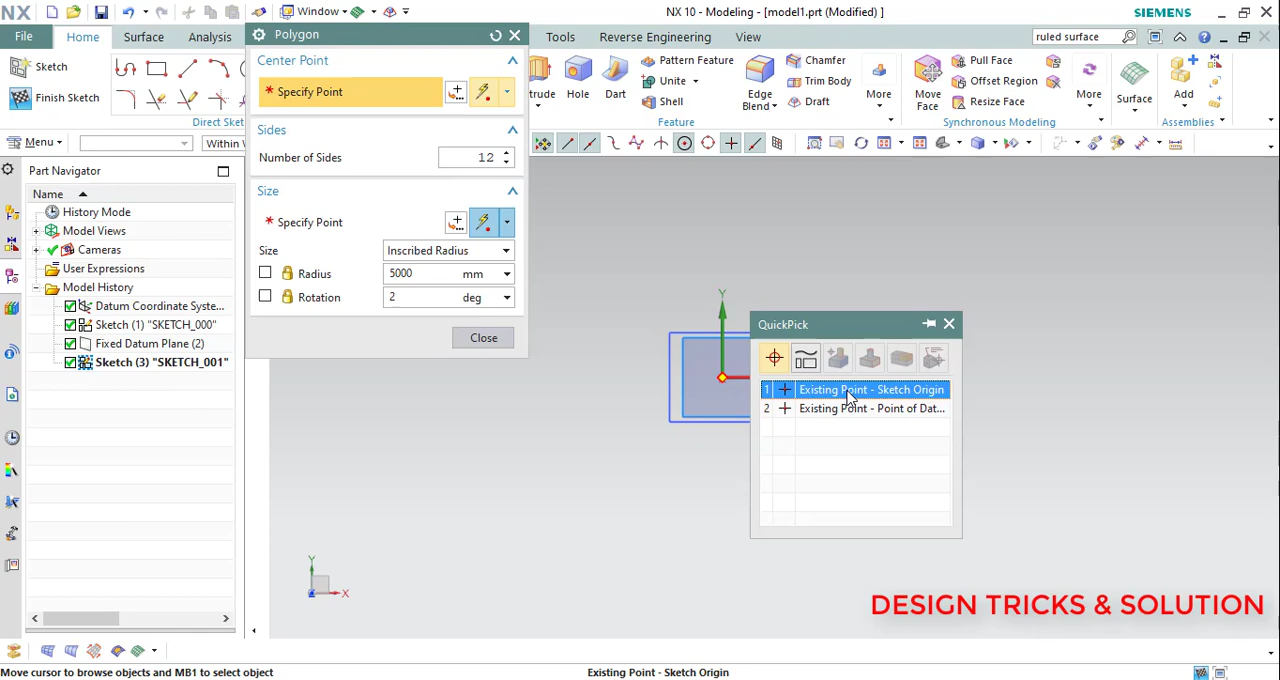 NX
Window
NX 10 - Modeling - [model1.prt (Modified) ]
SIEMENS
File
Home
Surface
Analysis
Polygon
Tools
Reverse Engineering
View
ruled surface
Sketch
Finish Sketch
Direct Sket
Center Point
* Specify Point
Sides
Number of Sides
12
Size
* Specify Point
Size
Inscribed Radius
Radius
5000
mm
Rotation
2
deg
Close
trude
Hole
Dart
Pattern Feature
Unite
Shell
Edge
Blend
Chamfer
Trim Body
Draft
More
Feature
Move
Face
Pull Face
Offset Region
Resize Face
More
Synchronous Modeling
Surface
Add
Assemblies
Menu
Within
Part Navigator
Name
History Mode
Model Views
Cameras
User Expressions
Model History
Datum Coordinate Syste...
Sketch (1) "SKETCH_000"
Fixed Datum Plane (2)
Sketch (3) "SKETCH_001"
Y
QuickPick
1 Existing Point - Sketch Origin
2 Existing Point - Point of Dat...
Y
X
DESIGN TRICKS & SOLUTION
Move cursor to browse objects and MB1 to select object
Existing Point - Sketch Origin